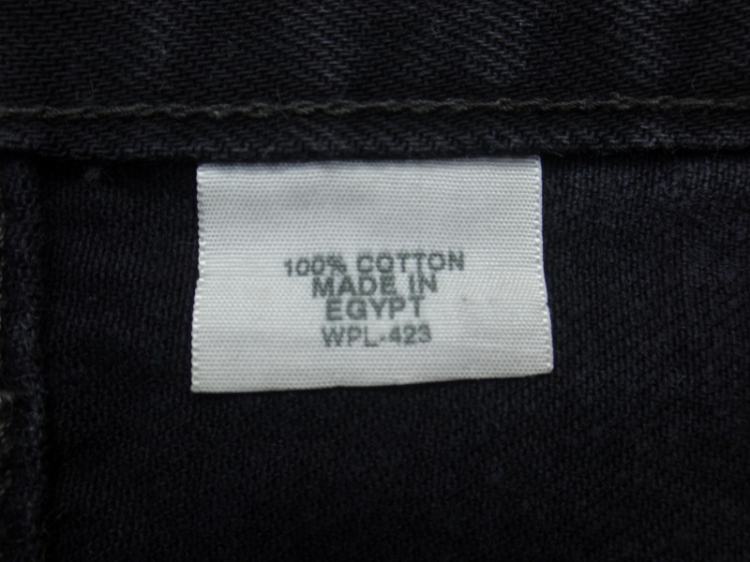 100% COTTON
MADE IN
EGYPT
WPL-423